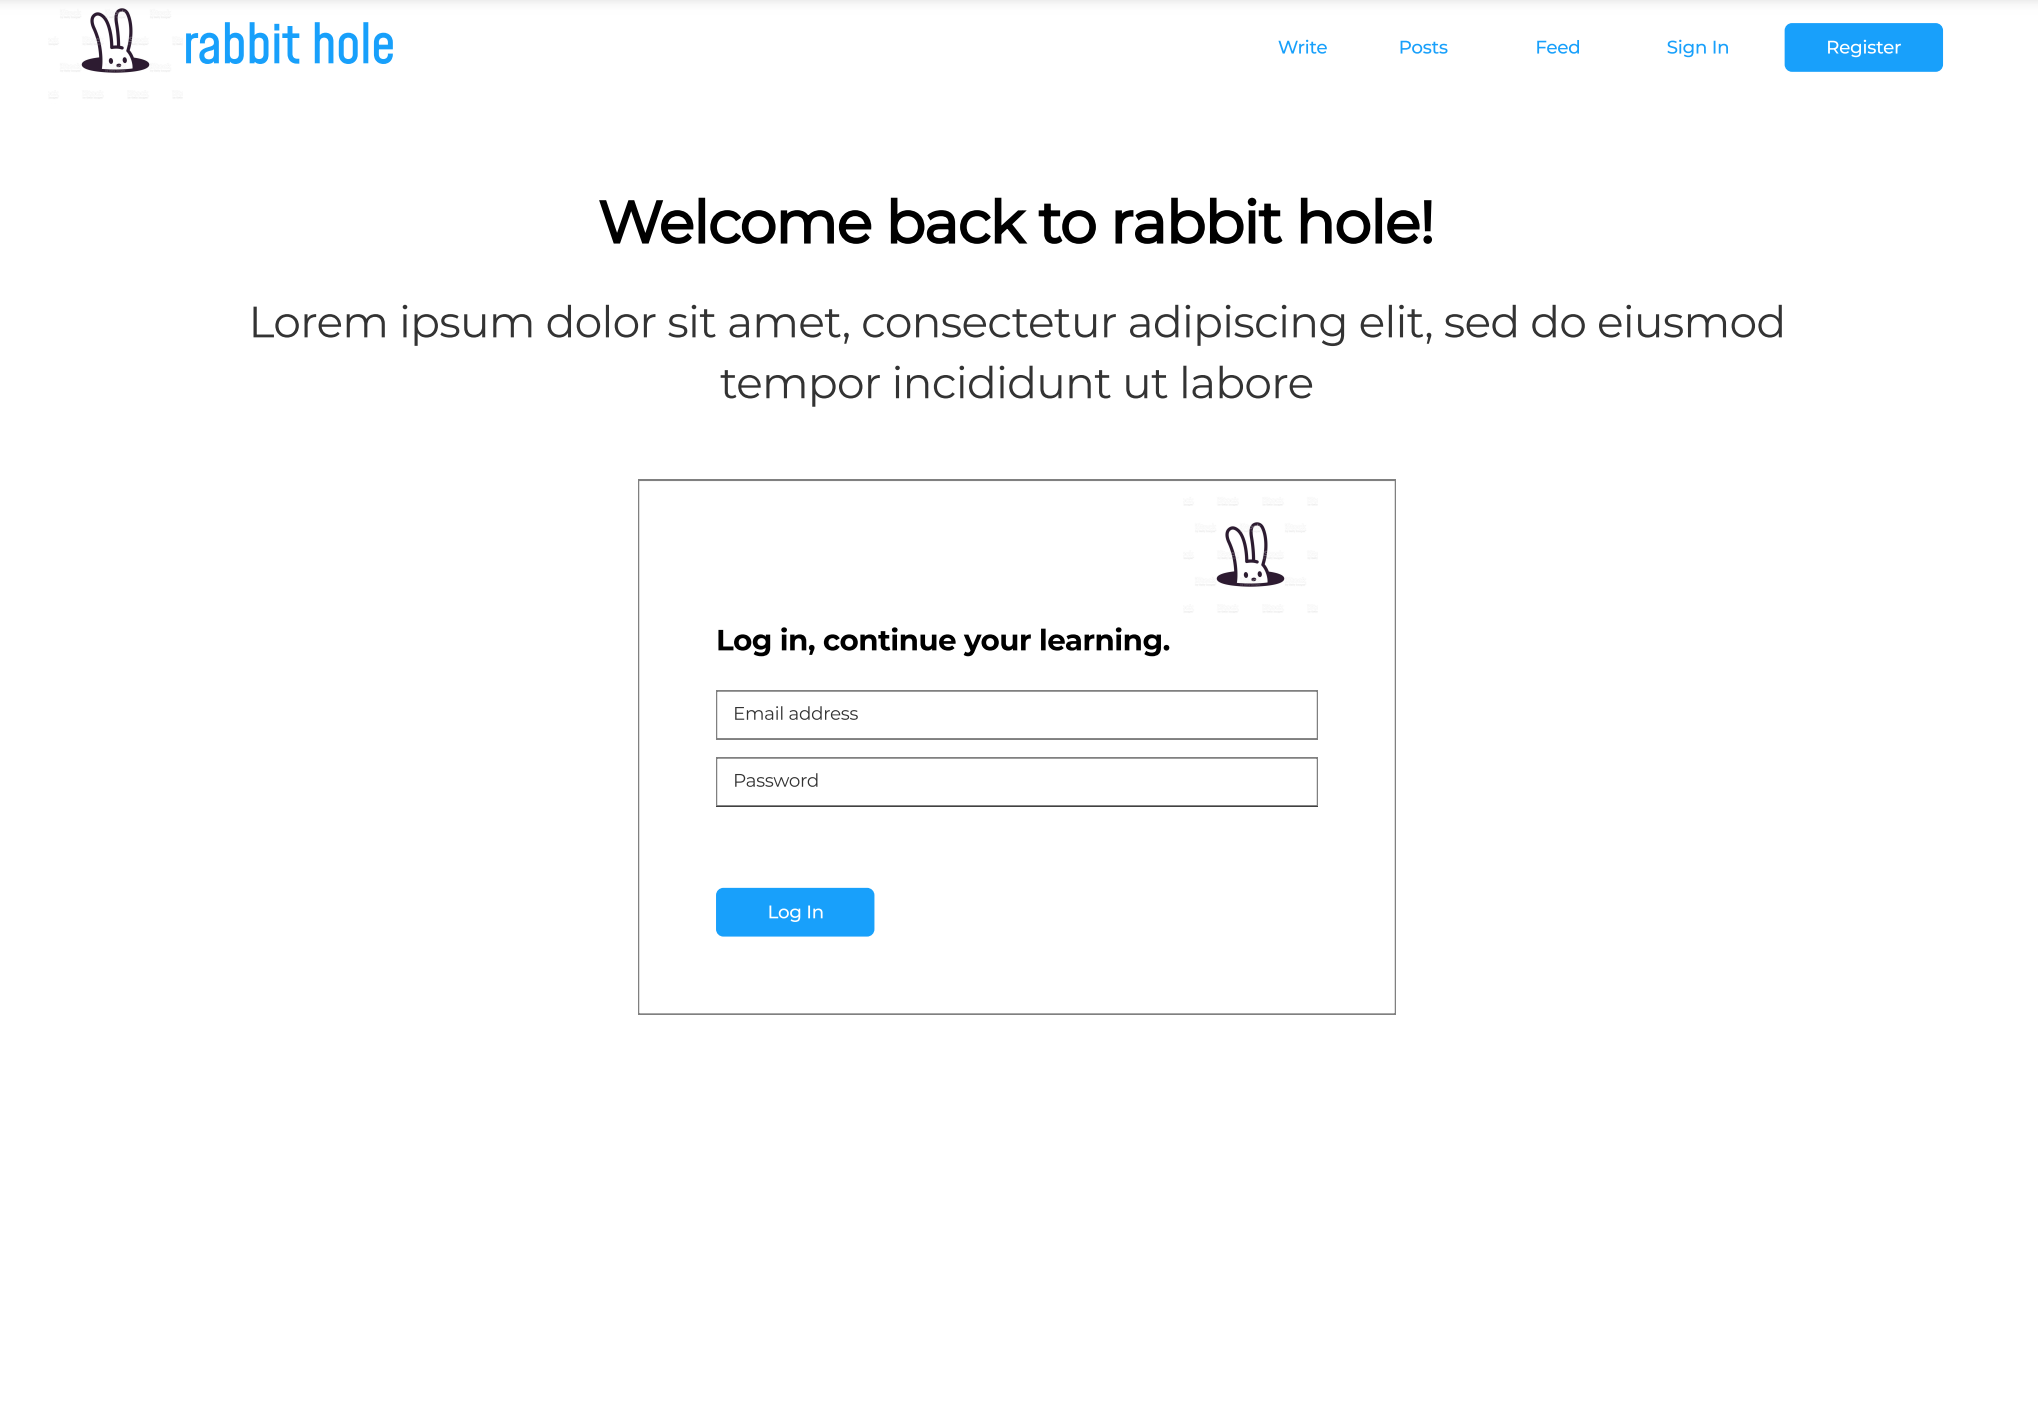 rabbit hole
Write
Posts
Feed
Sign In
Register
Welcome back to rabbit hole!
Lorem ipsum dolor sit amet, consectetur adipiscing elit, sed do eiusmod
tempor incididunt ut labore
Log in, continue your learning.
Email address
Password
Log In